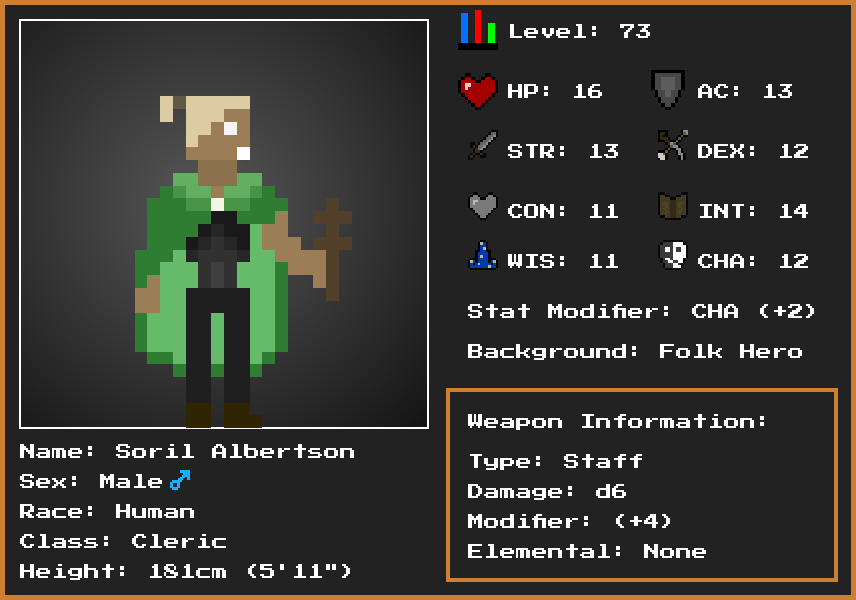 Level: 73
HP: 16 AC: 13
STR: 13 DEX: 12
CON: 11 INT: 14
WIS: 11 CHA: 12
Stat Modifier: CHA (+2)
Background: Folk Hero
Weapon Information:
Type: Staff
Damage: d6
Modifier: (+4)
Elemental: None
Name: Soril Albertson
Sex: Male ♂
Race: Human
Class: Cleric
Height: 181cm (5'11")